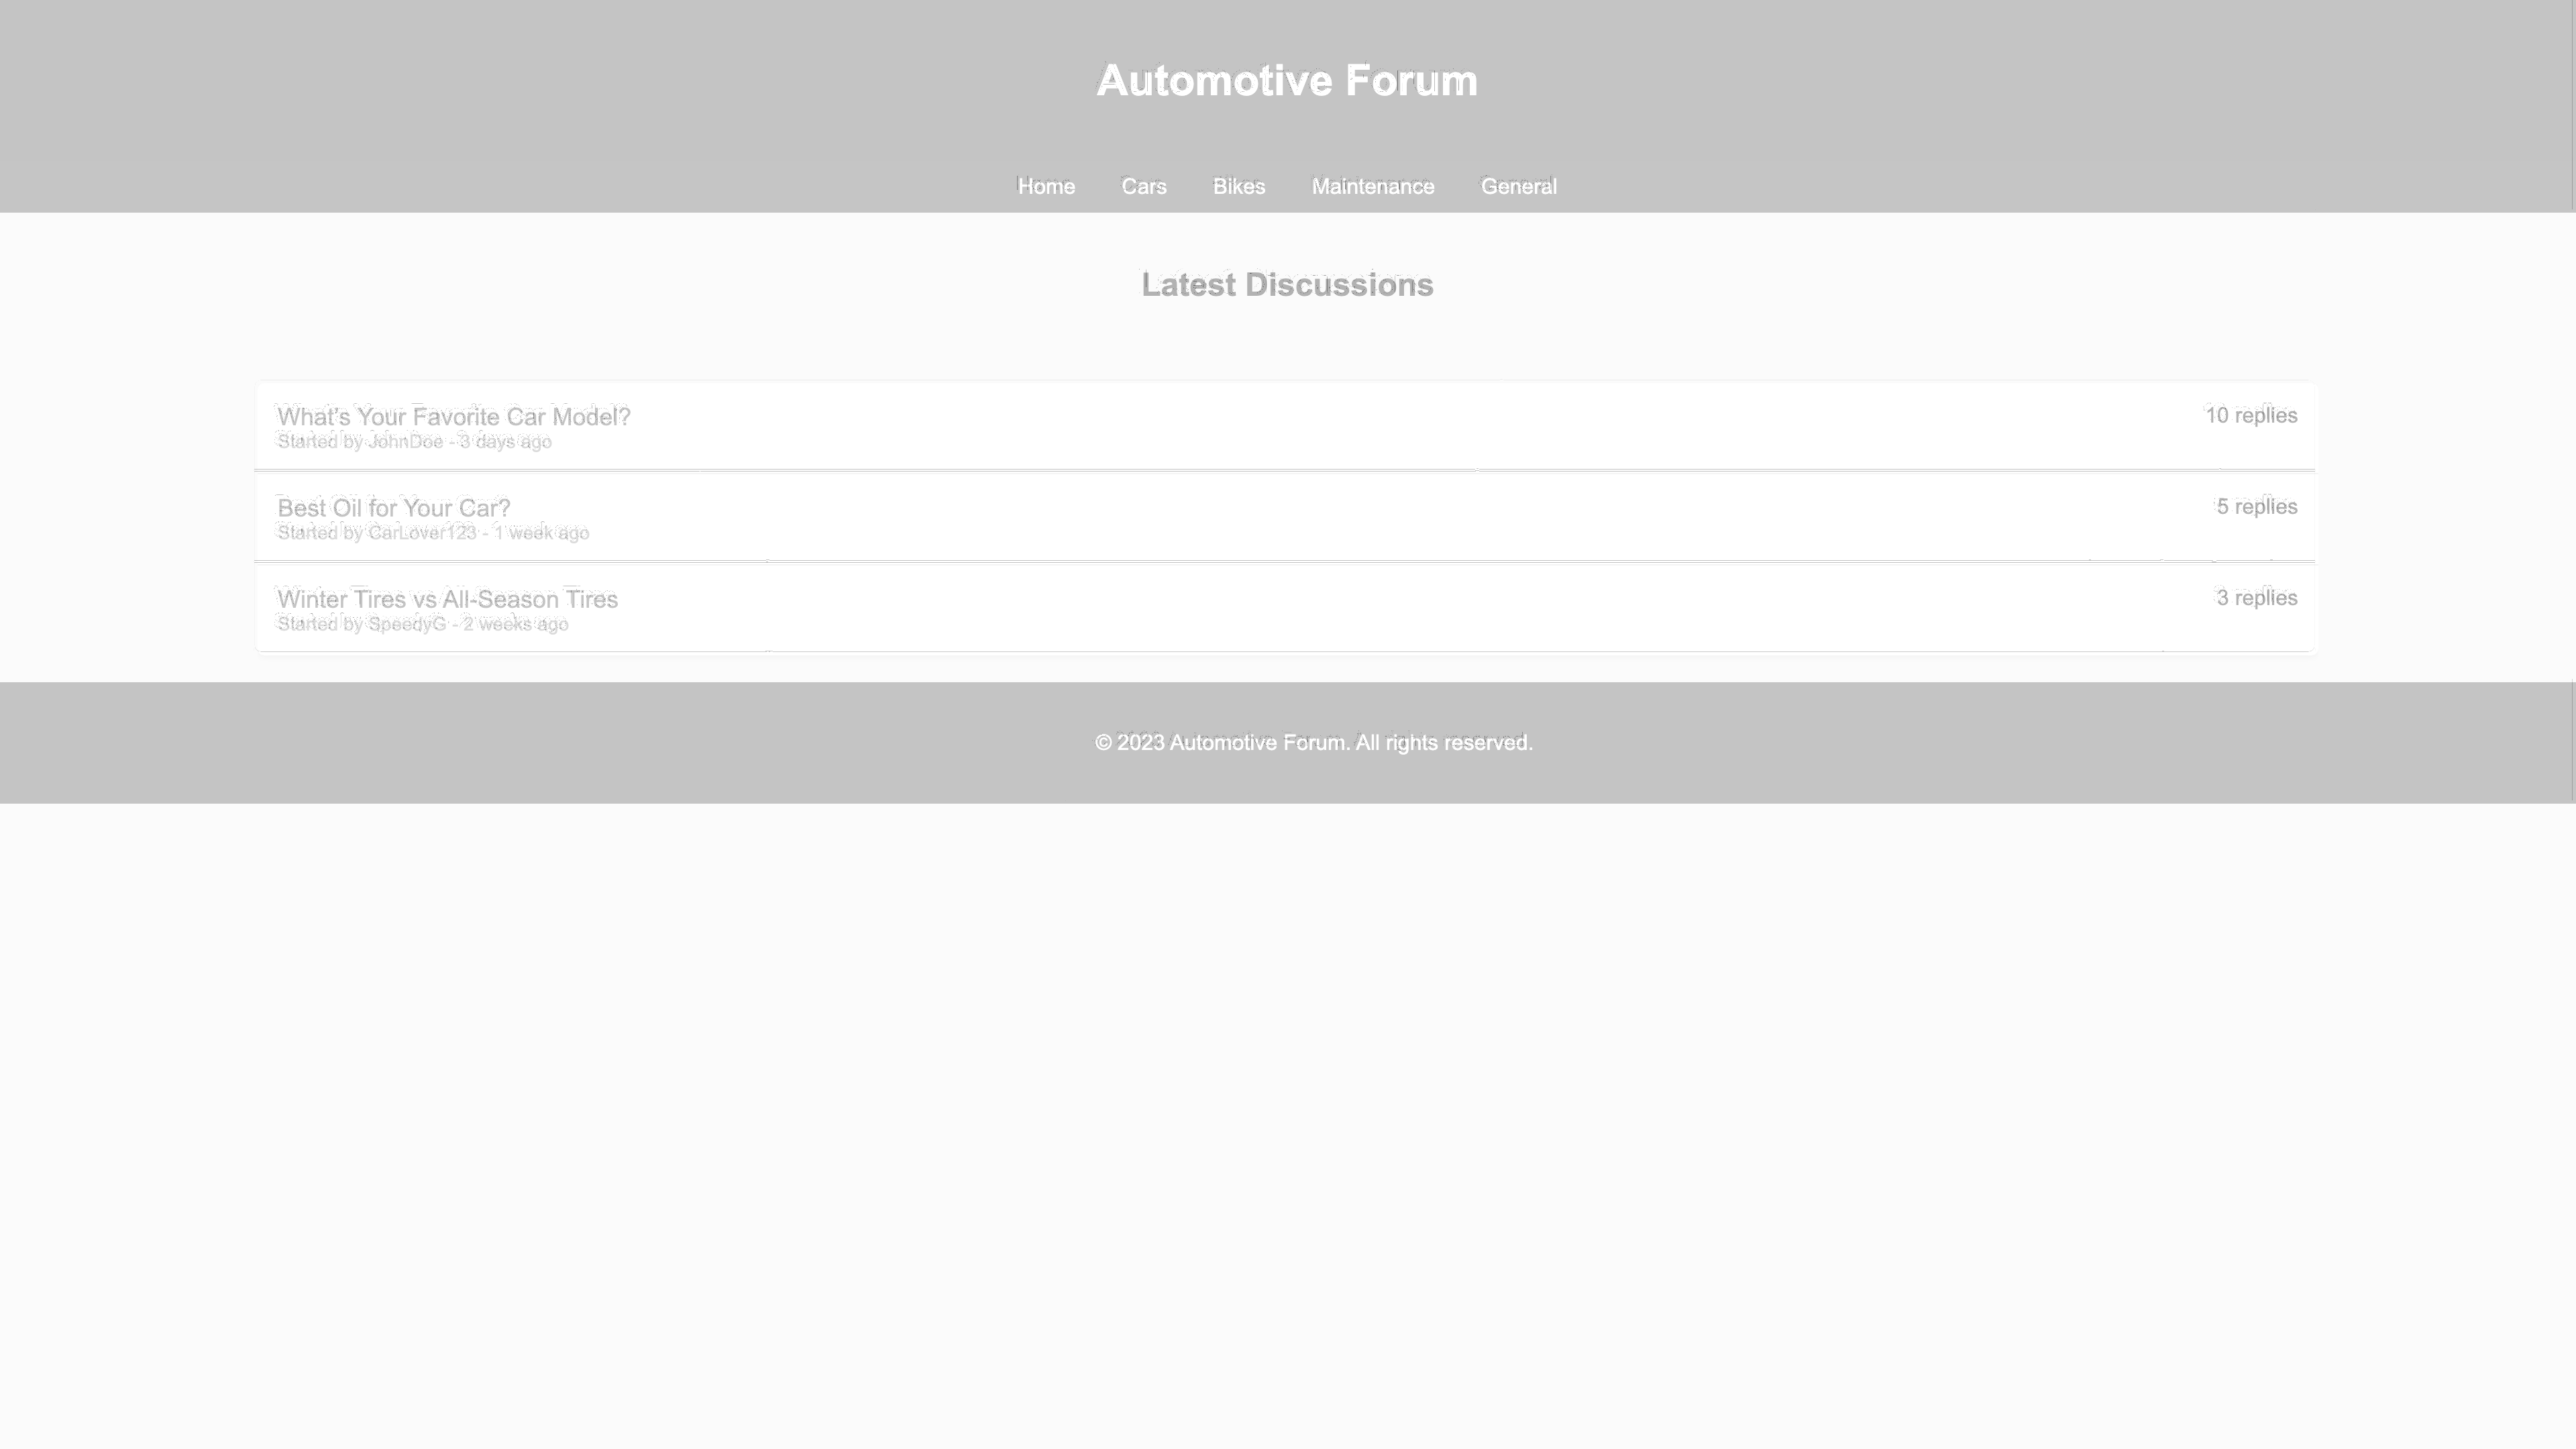 Automotive Forum
Home Cars Bikes Maintenance General
Latest Discussions
What's Your Favorite Car Model?
10 replies
Started by JohnDoe - 3 days ago
Best Oil for Your Car?
5 replies
Started by CarLover123 - 1 week ago
Winter Tires vs All-Season Tires
3 replies
Started by SpeedyG - 2 weeks ago
© 2023 Automotive Forum. All rights reserved.